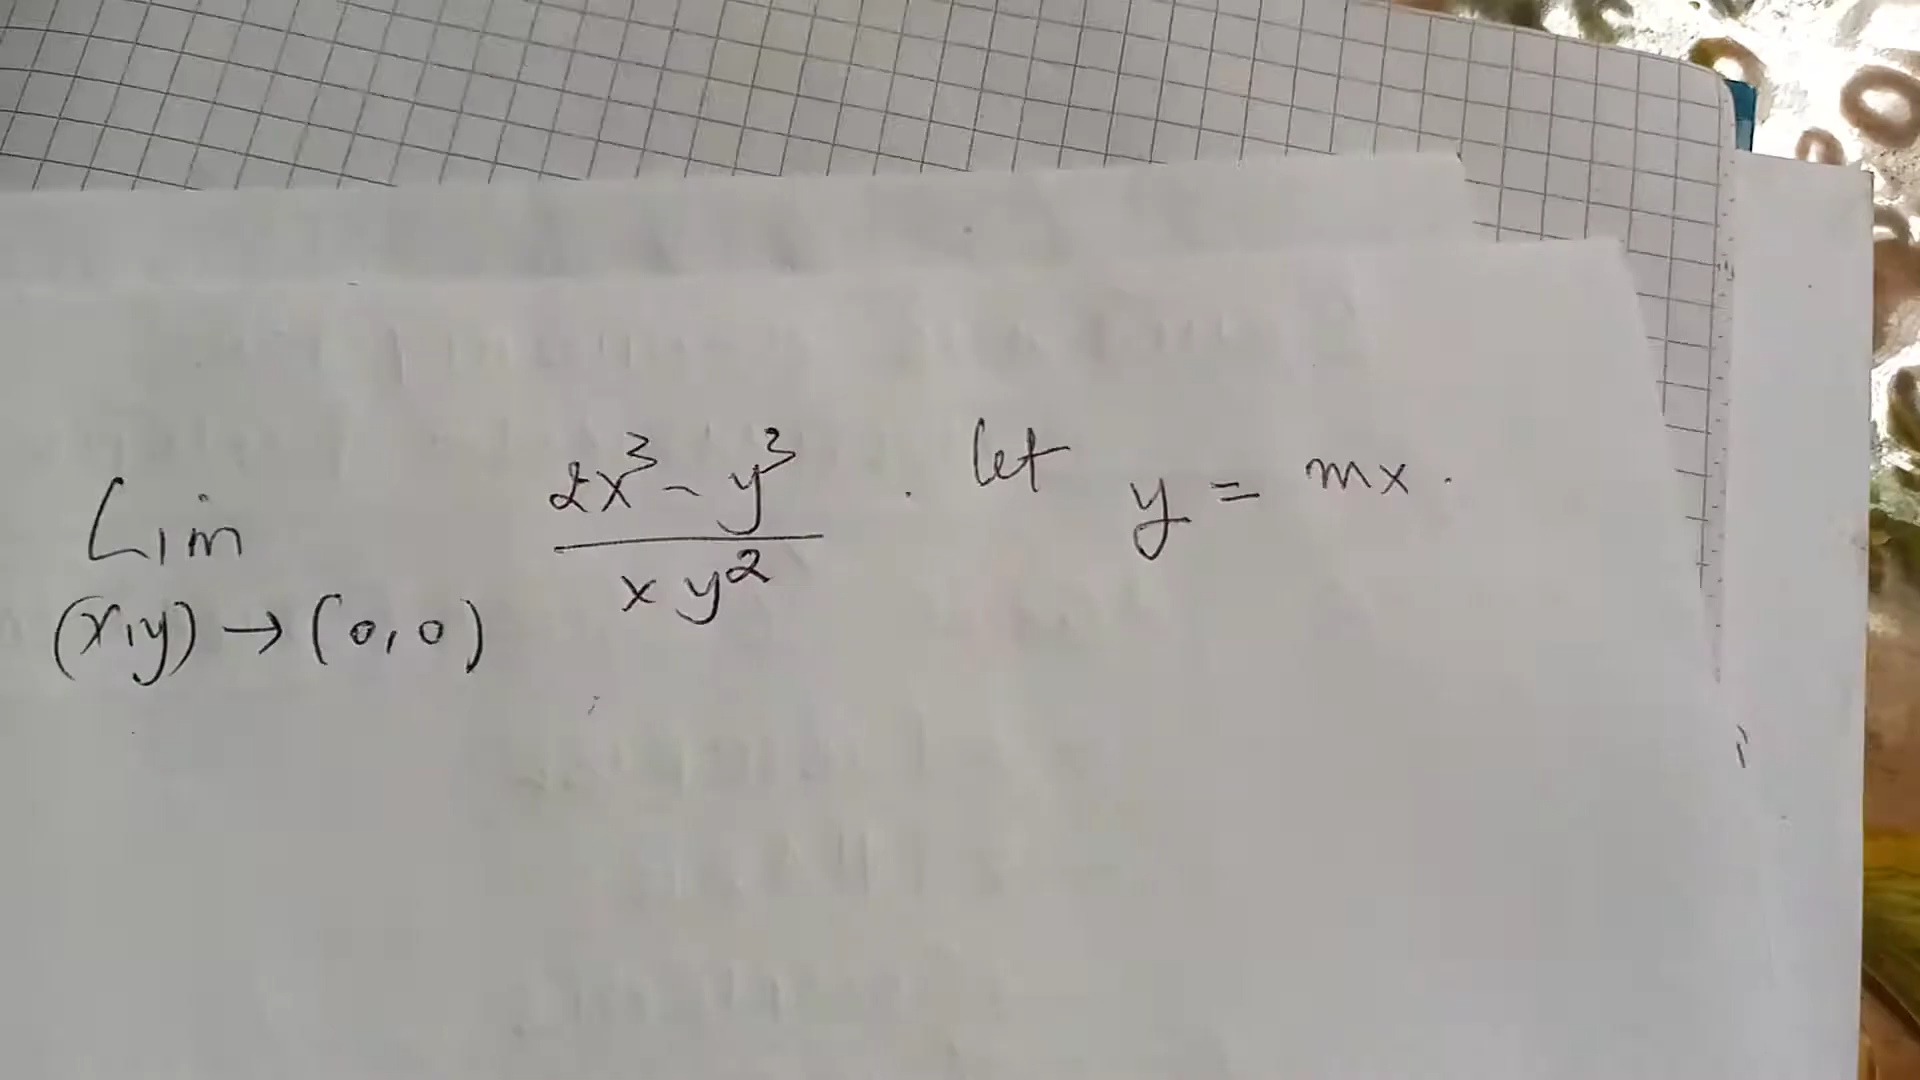 Lim (x,y) → (0,0) 2x³ - y³ / xy² . let y = mx.